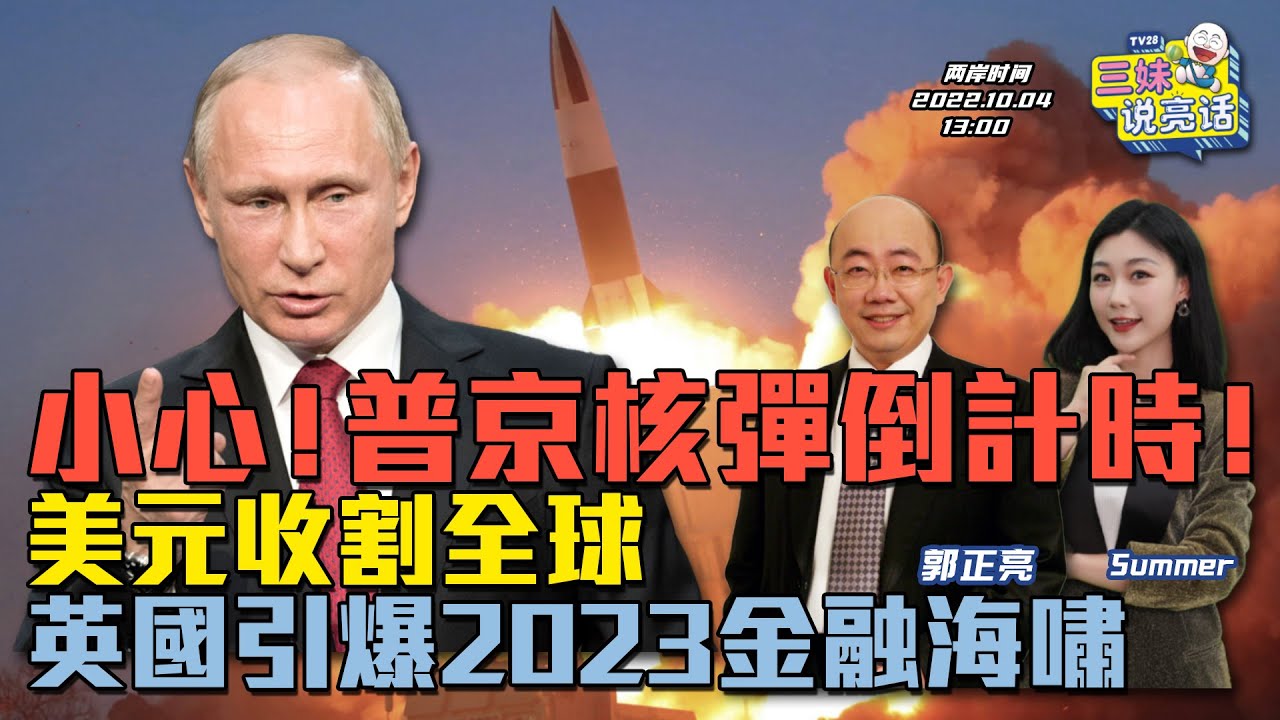 两岸时间
2022.10.04
13:00
TV28
三妹
说亮话
小心!普京核彈倒計時!
美元收割全球
英國引爆2023金融海嘯
郭正亮
Summer